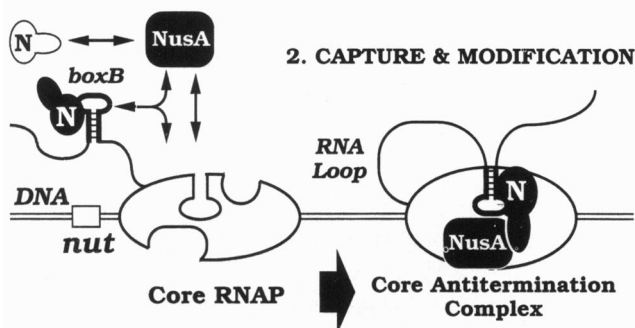 N
NusA
2. CAPTURE & MODIFICATION
boxB
N
RNA
Loop
DNA
nut
N
NusA
Core RNAP
Core Antitermination
Complex